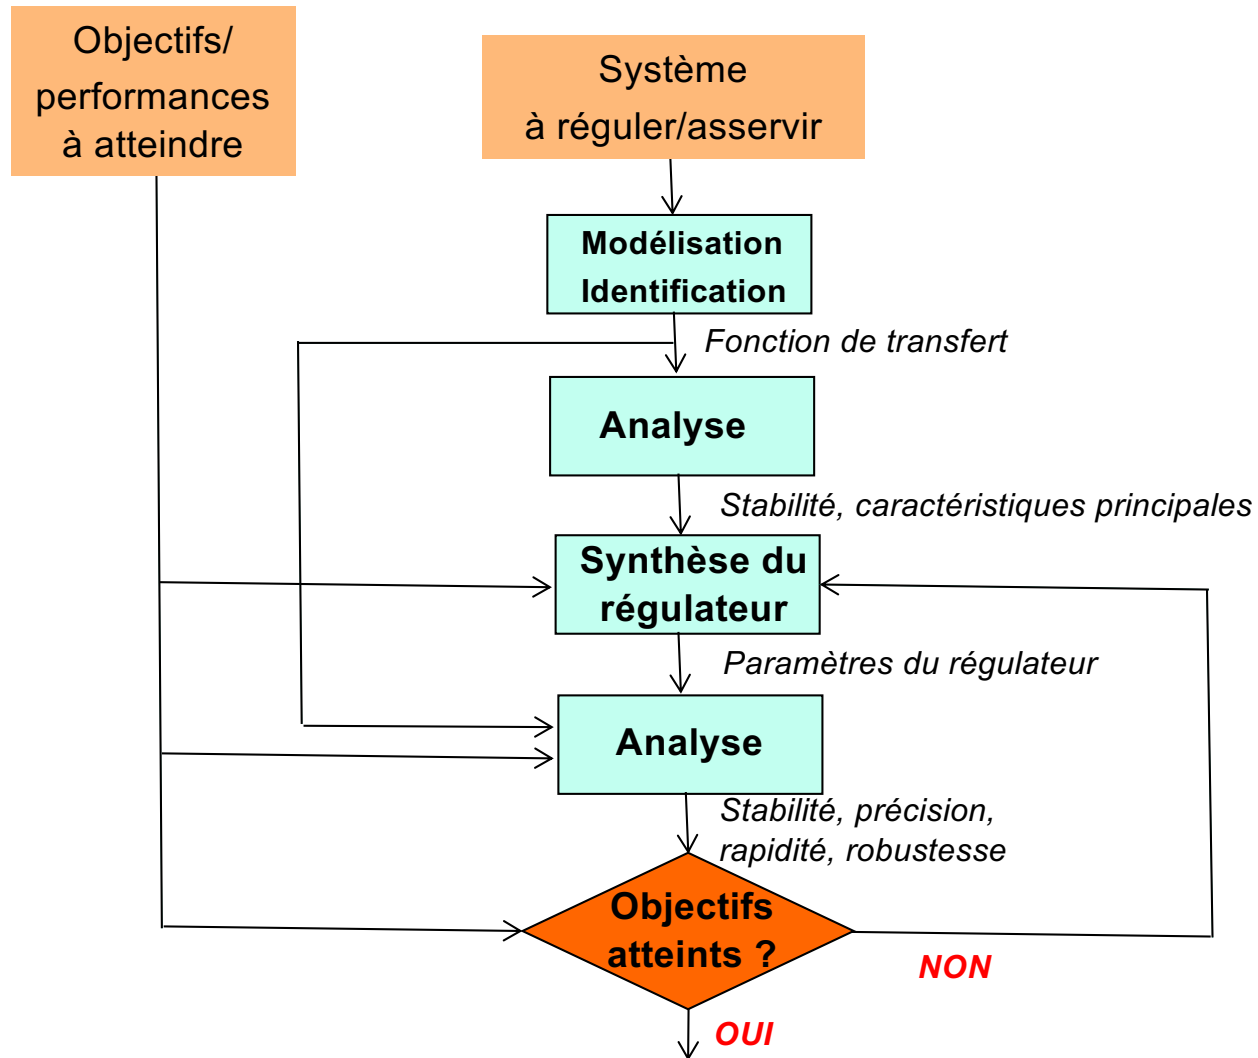 Objectifs/
performances
à atteindre
Système
à réguler/asservir
Modélisation
Identification
Fonction de transfert
Analyse
Stabilité, caractéristiques principales
Synthèse du
régulateur
Paramètres du régulateur
Analyse
Stabilité, précision,
rapidité, robustesse
Objectifs
atteints ?
NON
OUI